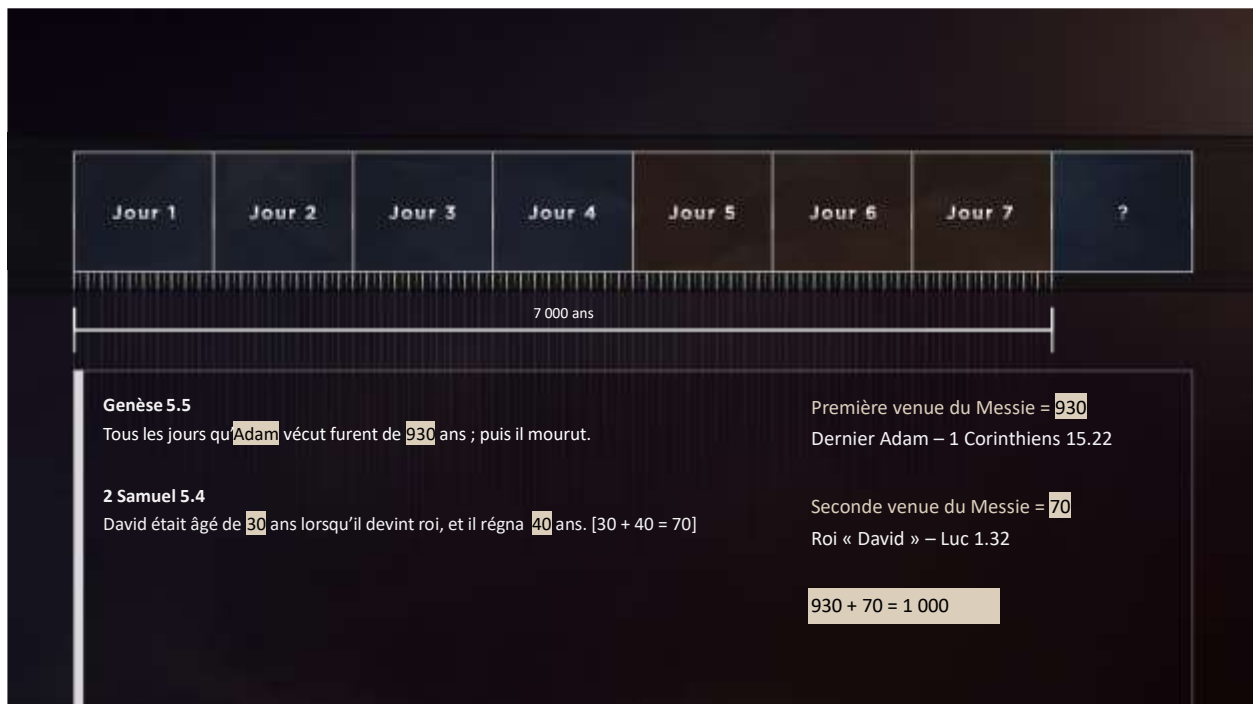 Jour 1 Jour 2 Jour 3 Jour 4 Jour 5 Jour 6 Jour 7 ?
7 000 ans
Genèse 5.5
Tous les jours qu’Adam vécut furent de 930 ans ; puis il mourut.
2 Samuel 5.4
David était âgé de 30 ans lorsqu’il devint roi, et il régna 40 ans. [30 + 40 = 70]
Première venue du Messie = 930
Dernier Adam – 1 Corinthiens 15.22
Seconde venue du Messie = 70
Roi « David » – Luc 1.32
930 + 70 = 1 000